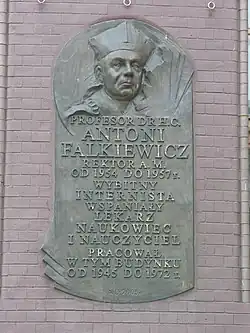 PROFESOR DR H.C.
ANTONI
FALKIEWICZ
REKTOR A.M.
OD 1954 DO 1957 r.
WYBITNY
INTERNISTA
WSPANIAŁY
LEKARZ
NAUKOWIEC
I NAUCZYCIEL
PRACOWAŁ
W TYM BUDYNKU
OD 1945 DO 1972 r.